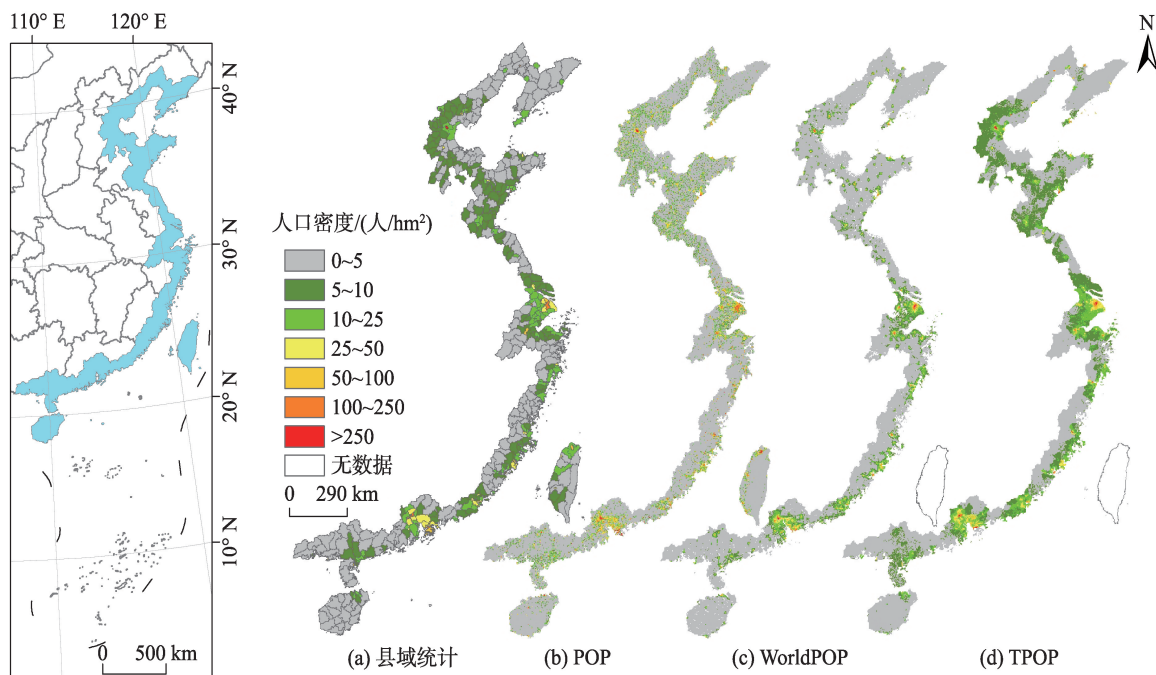 110° E
120° E
40° N
30° N
20° N
10° N
0 500 km
人口密度/(人/hm²)
0~5
5~10
10~25
25~50
50~100
100~250
>250
无数据
0 290 km
N
(a) 县域统计
(b) POP
(c) WorldPOP
(d) TPOP